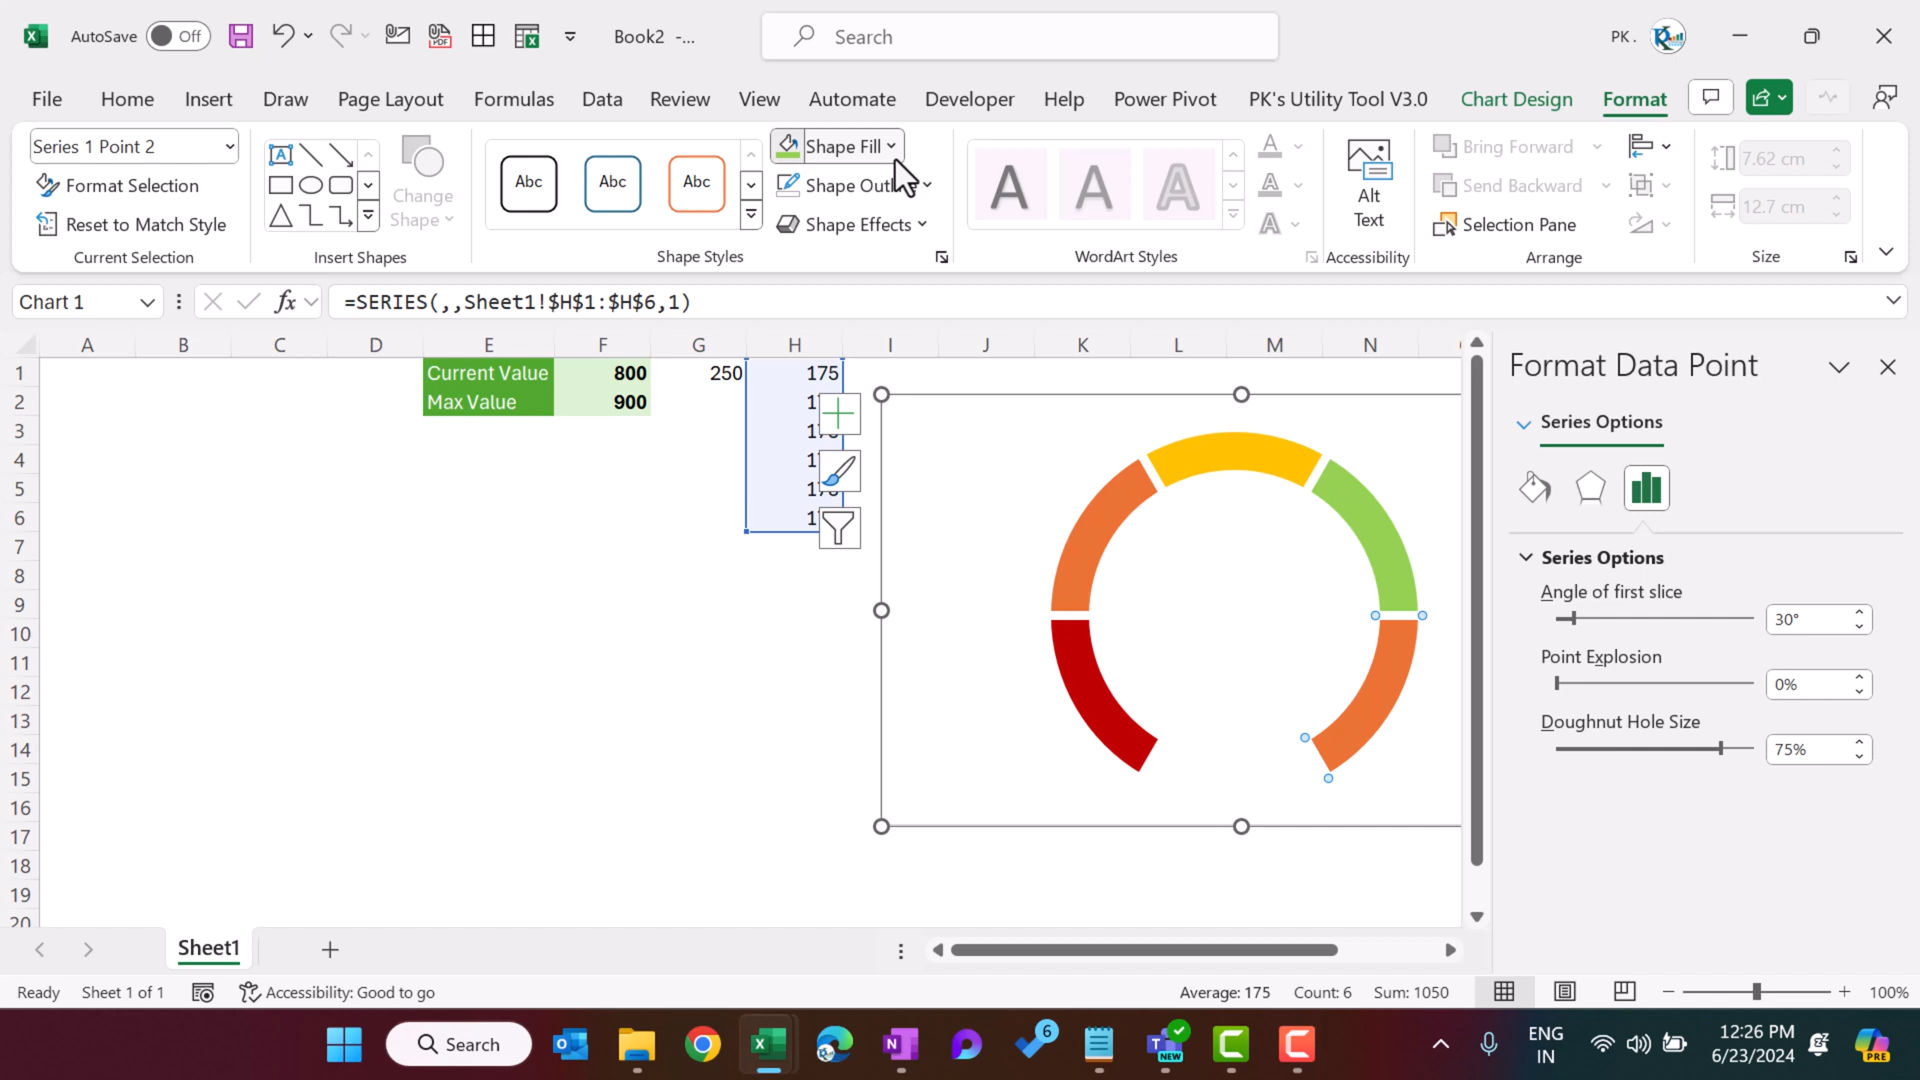 AutoSave Off Book2 -... Search PK .
File Home Insert Draw Page Layout Formulas Data Review View Automate Developer Help Power Pivot PK's Utility Tool V3.0 Chart Design Format
Series 1 Point 2
Format Selection
Reset to Match Style
Current Selection
Change
Shape
Insert Shapes
Abc Abc Abc
Shape Fill
Shape Effects
Shape Styles
WordArt Styles
Alt
Text
Accessibility
Bring Forward
Send Backward
Selection Pane
Arrange
7.62 cm
12.7 cm
Size
Chart 1 fx =SERIES(,,Sheet1!$H$1:$H$6,1)
A B C D E F G H I J K L M N
1 Current Value 800 250 175
2 Max Value 900
3
4
5
6
7
8
9
10
11
12
13
14
15
16
17
18
19
20
Format Data Point
Series Options
Series Options
Angle of first slice
30°
Point Explosion
0%
Doughnut Hole Size
75%
Sheet1
Ready Sheet 1 of 1 Accessibility: Good to go Average: 175 Count: 6 Sum: 1050 100%
Search 6 NEW ENG
IN
12:26 PM
6/23/2024
PRE